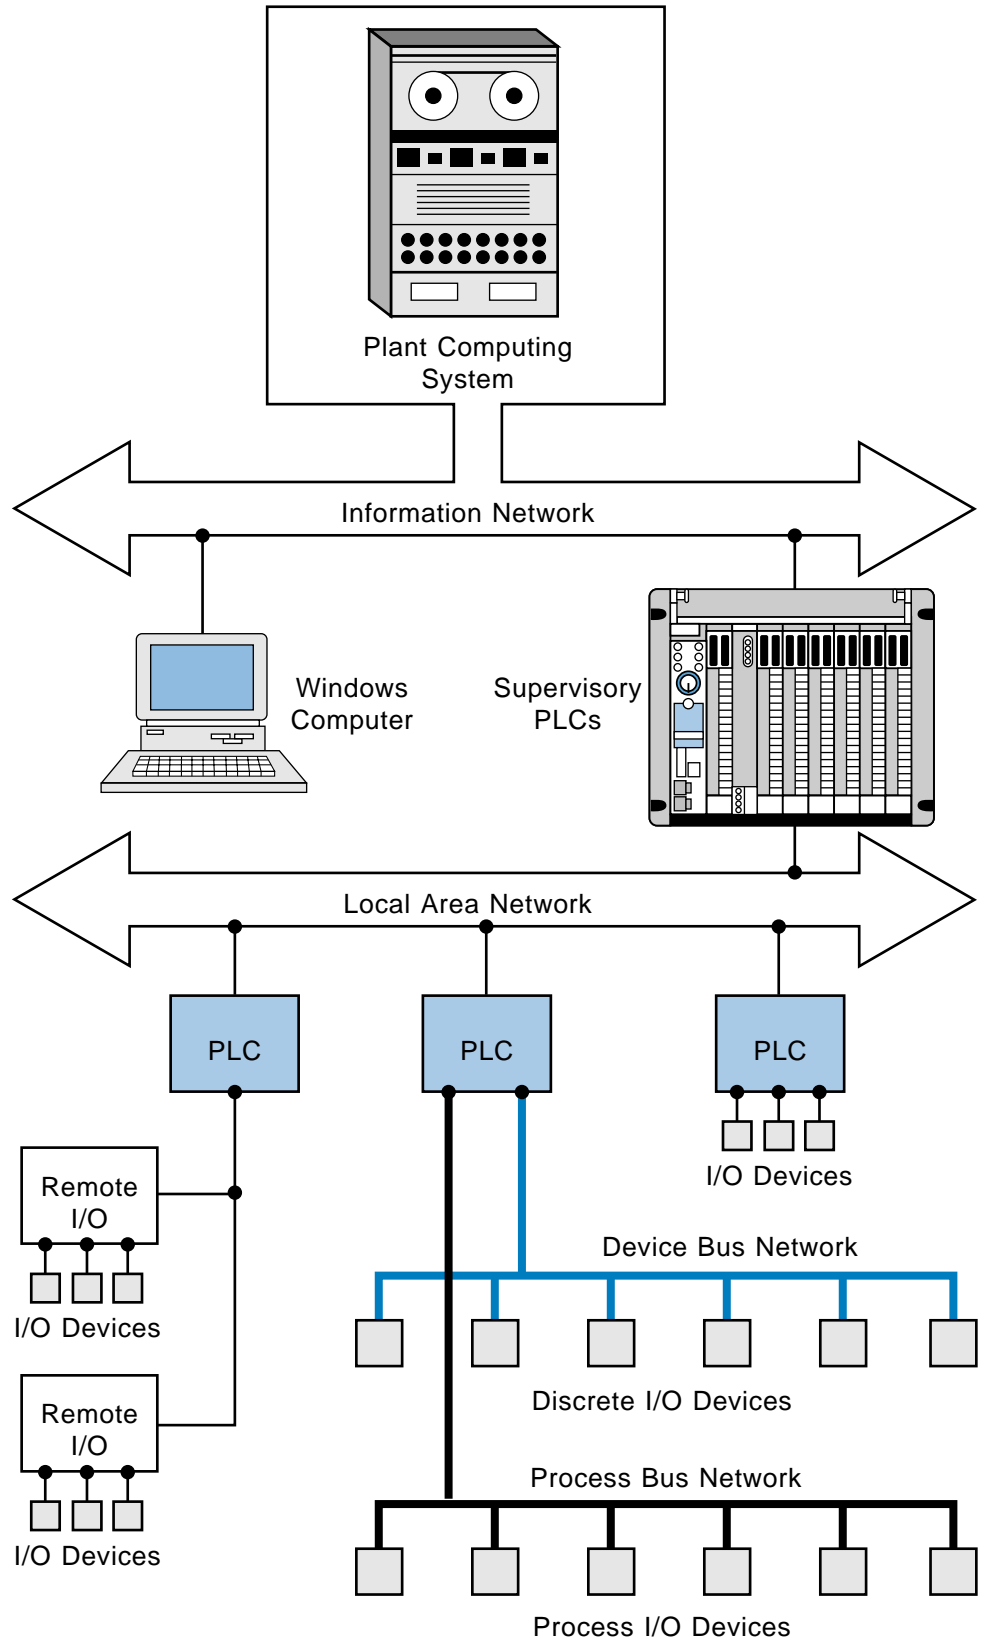 Plant Computing
System
Information Network
Windows
Computer
Supervisory
PLCs
Local Area Network
PLC
PLC
PLC
I/O Devices
Remote
I/O
I/O Devices
Device Bus Network
Discrete I/O Devices
Remote
I/O
I/O Devices
Process Bus Network
Process I/O Devices